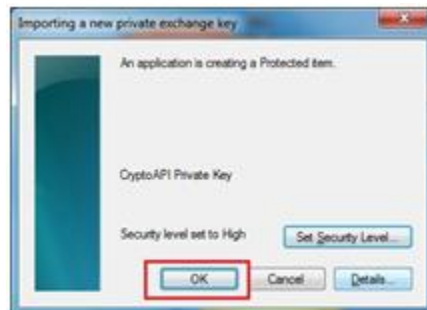 Importing a new private exchange key
An application is creating a Protected item.
CryptoAPI Private Key
Security level set to High
Set Security Level...
OK
Cancel
Details...